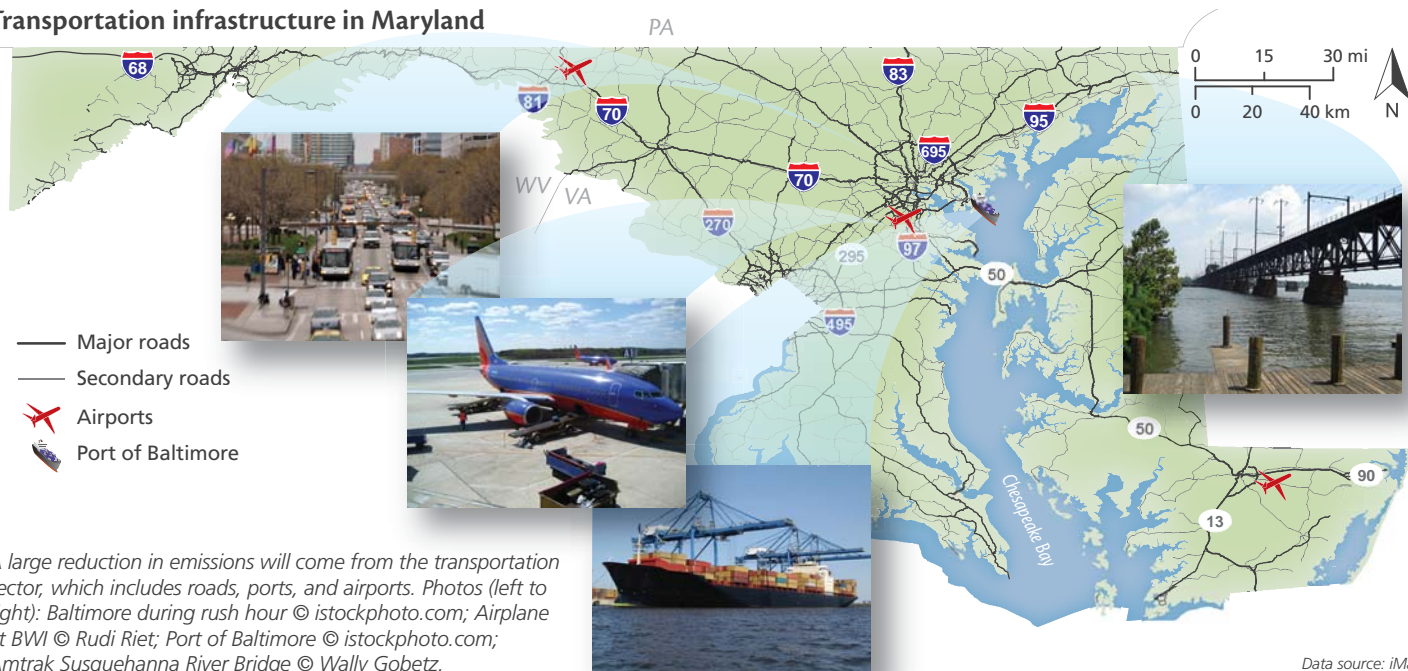 Transportation infrastructure in Maryland
PA
0 15 30 mi
0 20 40 km
N
68
81
70
83
95
695
70
WV
VA
270
97
295
50
495
Major roads
Secondary roads
Airports
Port of Baltimore
Chesapeake Bay
50
90
13
large reduction in emissions will come from the transportation
ector, which includes roads, ports, and airports. Photos (left to
ight): Baltimore during rush hour © istockphoto.com; Airplane
t BWI © Rudi Riet; Port of Baltimore © istockphoto.com;
Amtrak Susquehanna River Bridge © Wally Gobetz.
Data source: iM